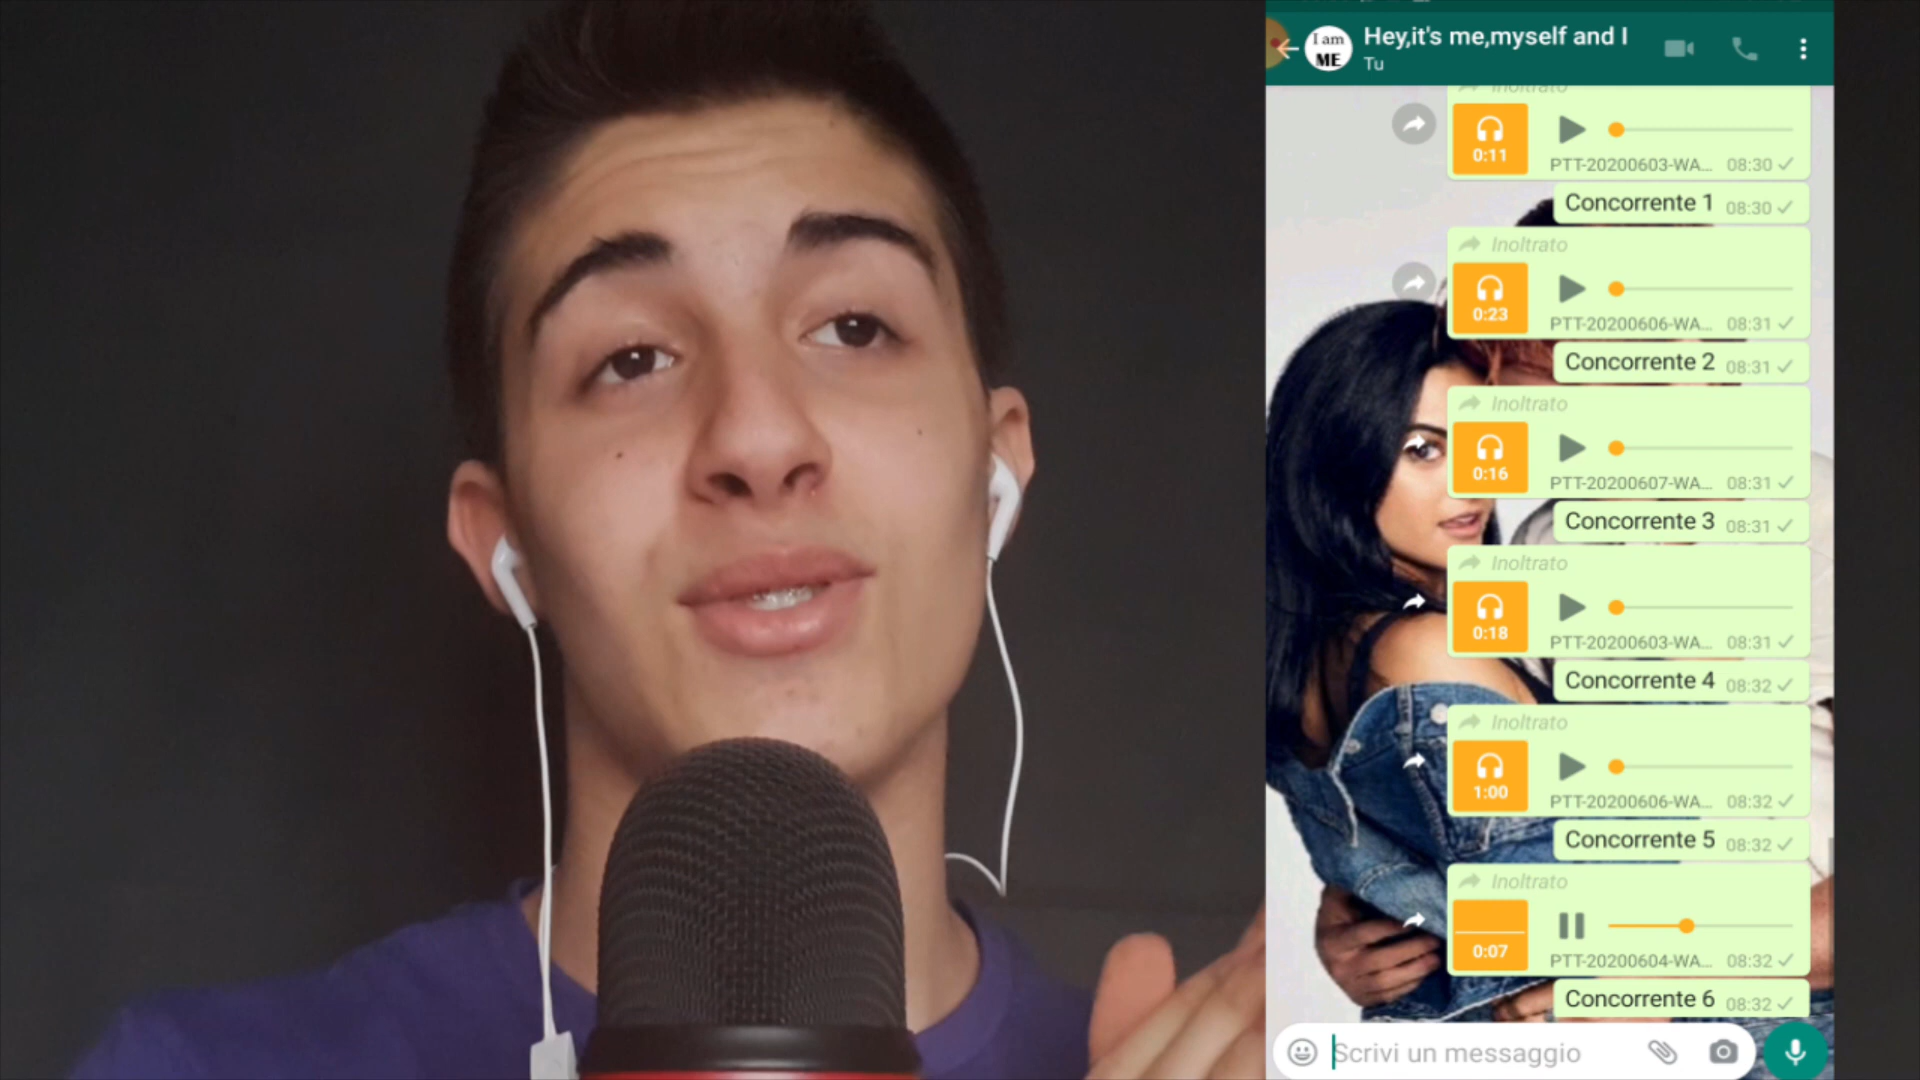 I am
ME
Hey,it's me,myself and I
Tu
Inoltrato
0:11
PTT-20200603-WA... 08:30
Concorrente 1 08:30
Inoltrato
0:23
PTT-20200606-WA... 08:31
Concorrente 2 08:31
Inoltrato
0:16
PTT-20200607-WA... 08:31
Concorrente 3 08:31
Inoltrato
0:18
PTT-20200603-WA... 08:31
Concorrente 4 08:32
Inoltrato
1:00
PTT-20200606-WA... 08:32
Concorrente 5 08:32
Inoltrato
0:07
PTT-20200604-WA... 08:32
Concorrente 6 08:32
Scrivi un messaggio